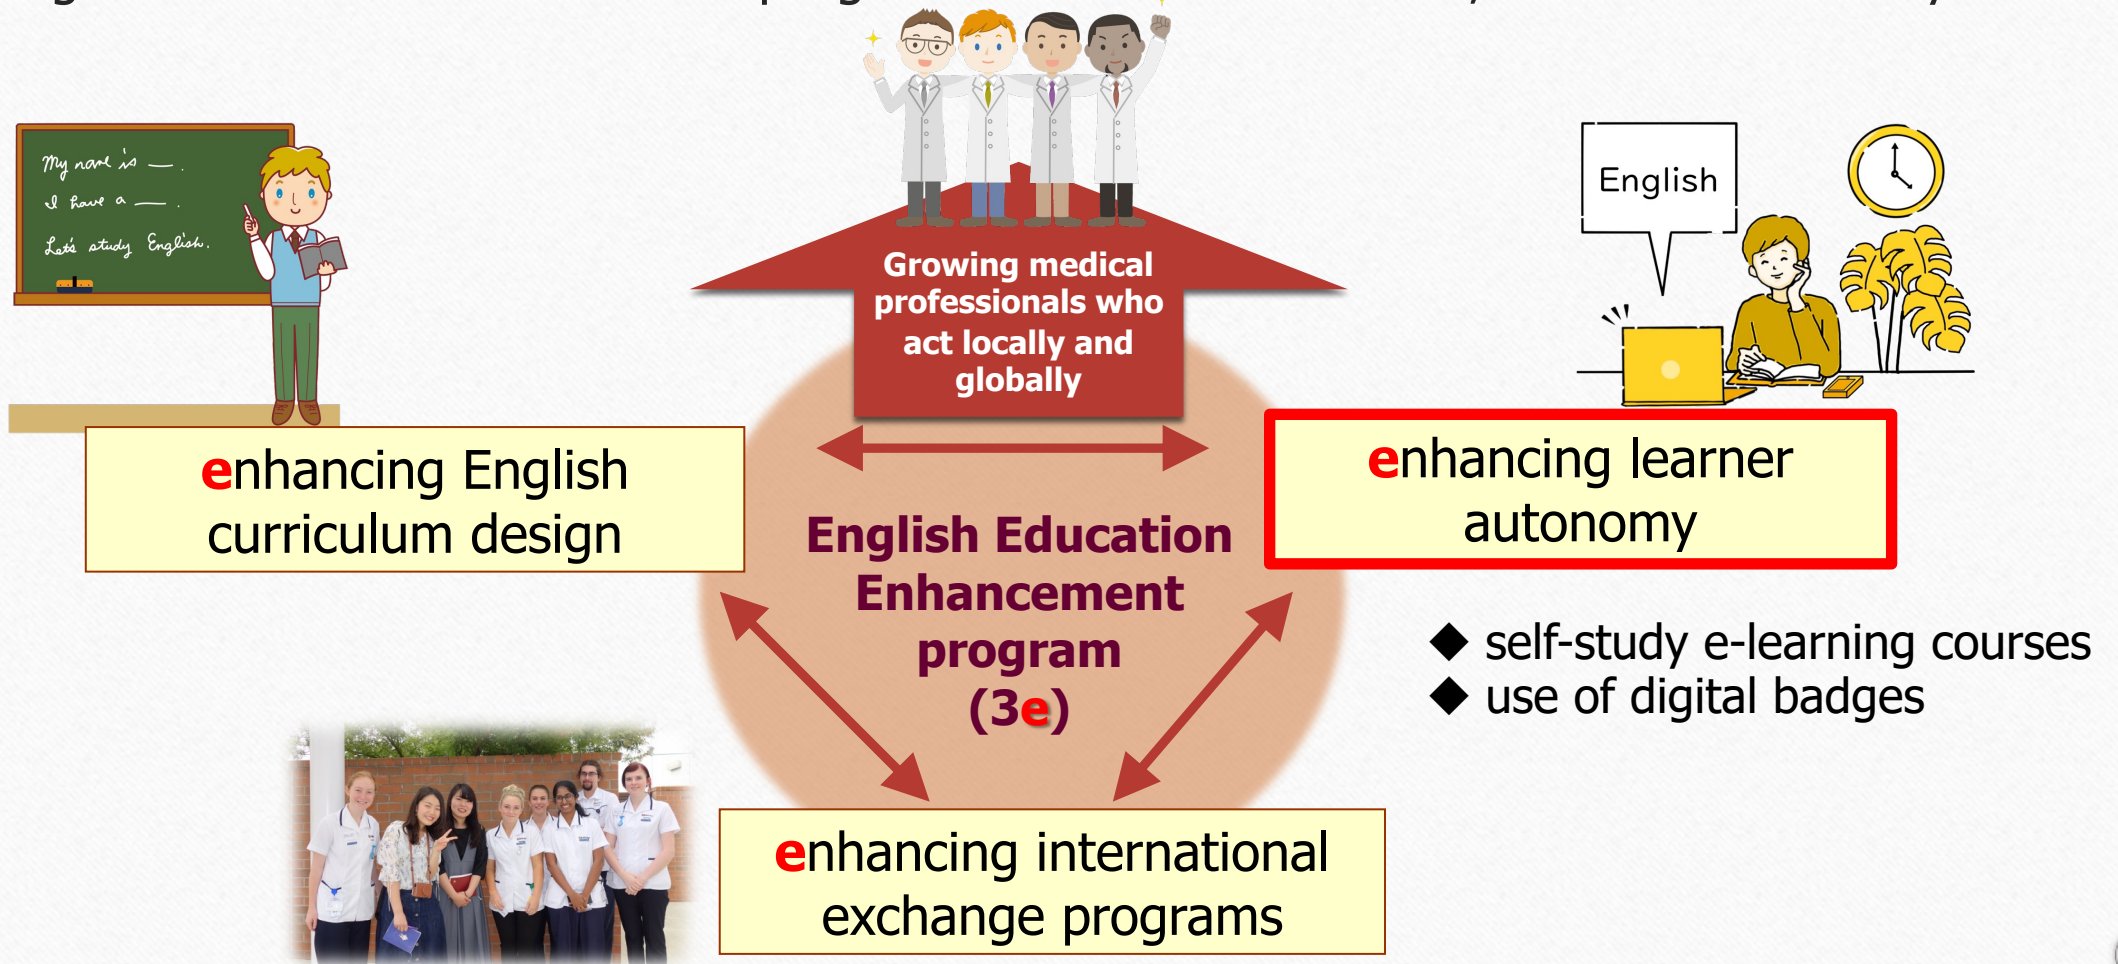 My name is __.
I have a __.
Let's study English.
English
Growing medical
professionals who
act locally and
globally
enhancing English
curriculum design
enhancing learner
autonomy
English Education
Enhancement
program
(3e)
◆ self-study e-learning courses
◆ use of digital badges
enhancing international
exchange programs